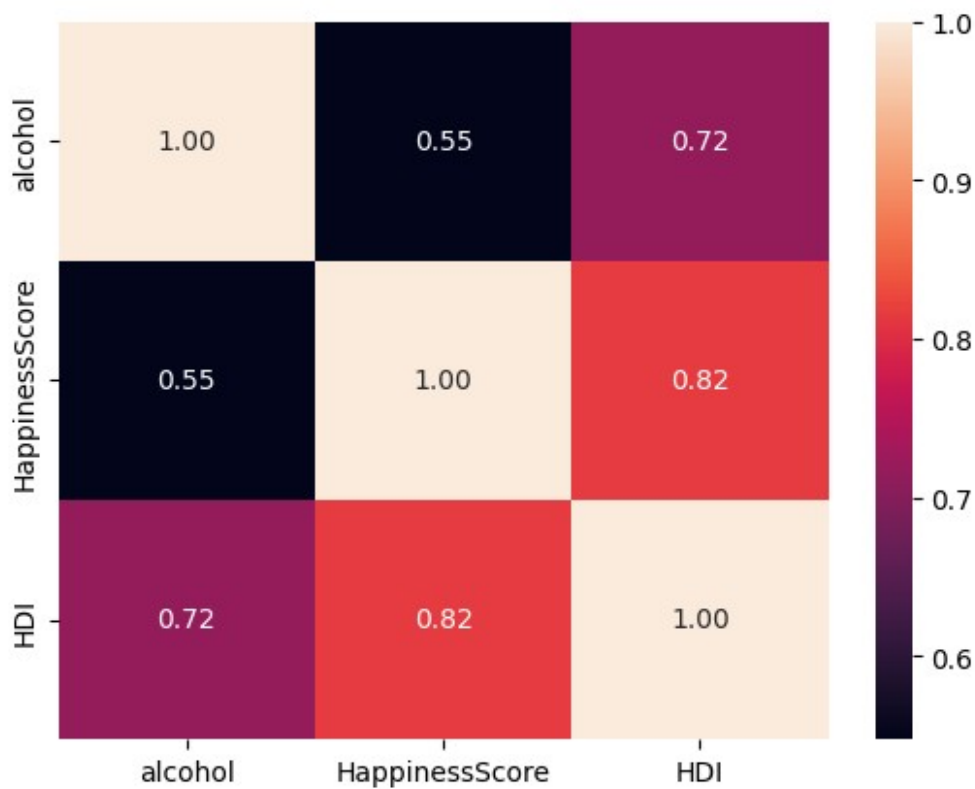 alcohol
1.00 0.55 0.72
HappinessScore
0.55 1.00 0.82
HDI
0.72 0.82 1.00
alcohol HappinessScore HDI
1.0
0.9
0.8
0.7
0.6